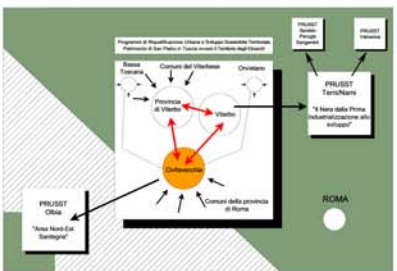 Programmi di Riqualificazione Urbana e Sviluppo Sostenibile Territoriale
Patrimonio di San Pietro in Tuscia ovvero il Territorio degli Etruschi
Bassa
Toscana
Comuni del Viterbese
Orvietano
Provincia
di Viterbo
Viterbo
Civitavecchia
Comuni della provincia
di Roma
PRUSST
Olbia
"Area Nord-Est
Sardegna"
PRUSST
Spoleto
Perugia
PRUSST
Valnerina
PRUSST
Terni/Narni
"Il Nera dalla Prima
industrializzazione allo
sviluppo"
ROMA